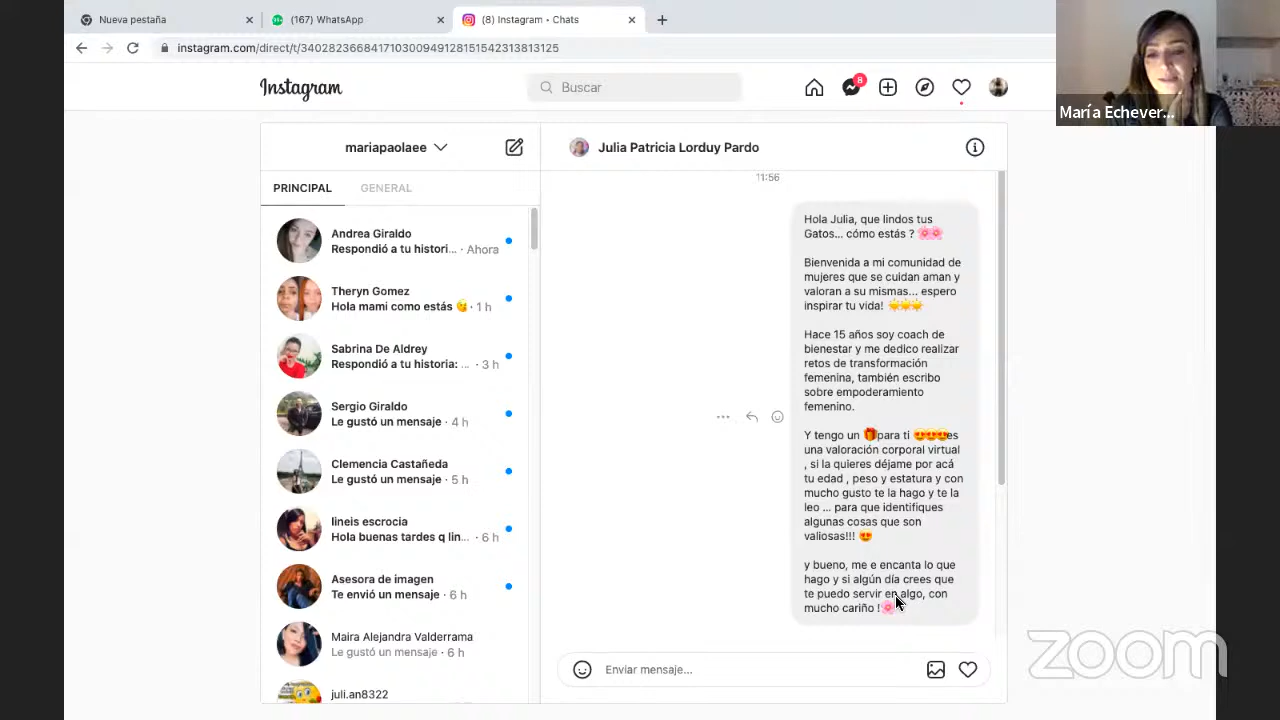 Nueva pestaña
(167) WhatsApp
(8) Instagram • Chats
instagram.com/direct/t/340282366841710300949128151542313813125
Instagram
Buscar
8
María Echever...
mariapaolaee
Julia Patricia Lorduy Pardo
PRINCIPAL
GENERAL
11:56
Andrea Giraldo
Respondió a tu histori... · Ahora
Theryn Gomez
Hola mami como estás 😘 · 1 h
Sabrina De Aldrey
Respondió a tu historia: ... · 3 h
Sergio Giraldo
Le gustó un mensaje · 4 h
Clemencia Castañeda
Le gustó un mensaje · 5 h
lineis escrocia
Hola buenas tardes q lin... · 6 h
Asesora de imagen
Te envió un mensaje · 6 h
Maira Alejandra Valderrama
Le gustó un mensaje · 6 h
juli.an8322
Hola Julia, que lindos tus
Gatos... cómo estás ? 🌸🌸
Bienvenida a mi comunidad de
mujeres que se cuidan aman y
valoran a su mismas... espero
inspirar tu vida! ☀️☀️☀️
Hace 15 años soy coach de
bienestar y me dedico realizar
retos de transformación
femenina, también escribo
sobre empoderamiento
femenino.
Y tengo un 🎁para ti 😍😍😍es
una valoración corporal virtual
, si la quieres déjame por acá
tu edad , peso y estatura y con
mucho gusto te la hago y te la
leo ... para que identifiques
algunas cosas que son
valiosas!!! 😍
y bueno, me e encanta lo que
hago y si algún día crees que
te puedo servir en algo, con
mucho cariño !🌸
Enviar mensaje...
zoom